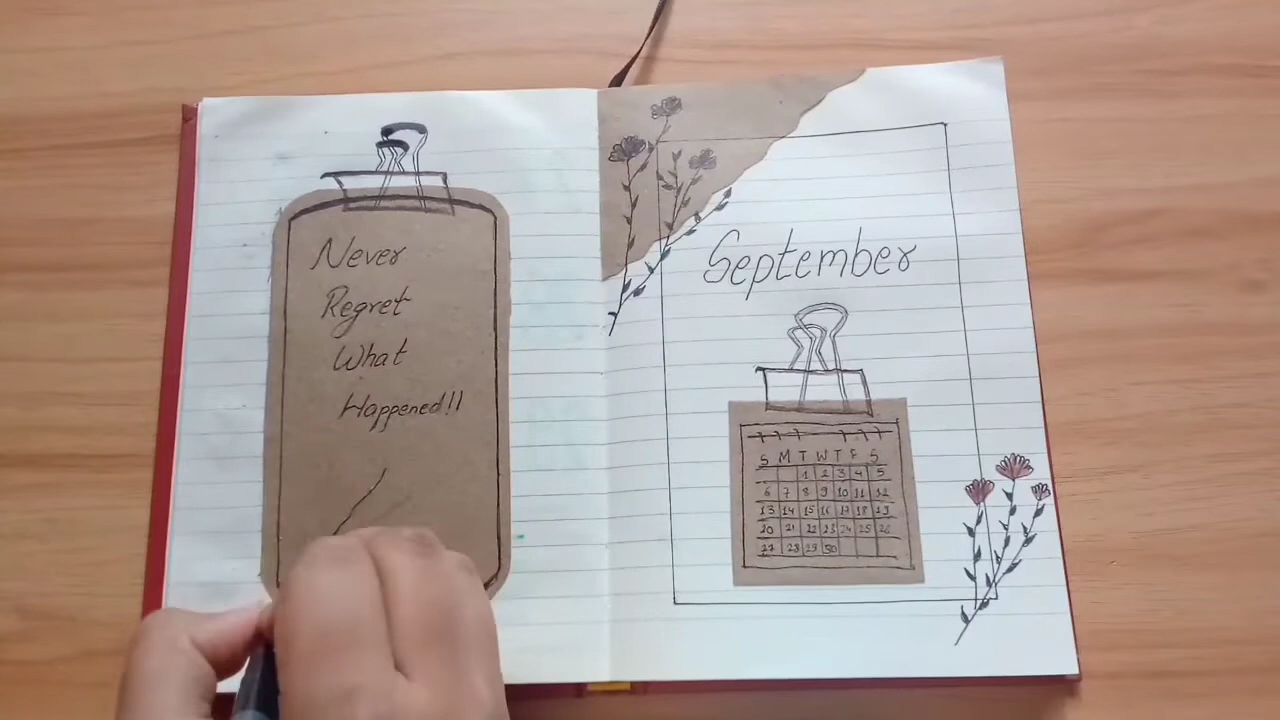 Never
Regret
What
Happened!!
September
S M T W T F S
1 2 3 4 5
6 7 8 9 10 11 12
13 14 15 16 17 18 19
20 21 22 23 24 25 26
27 28 29 30